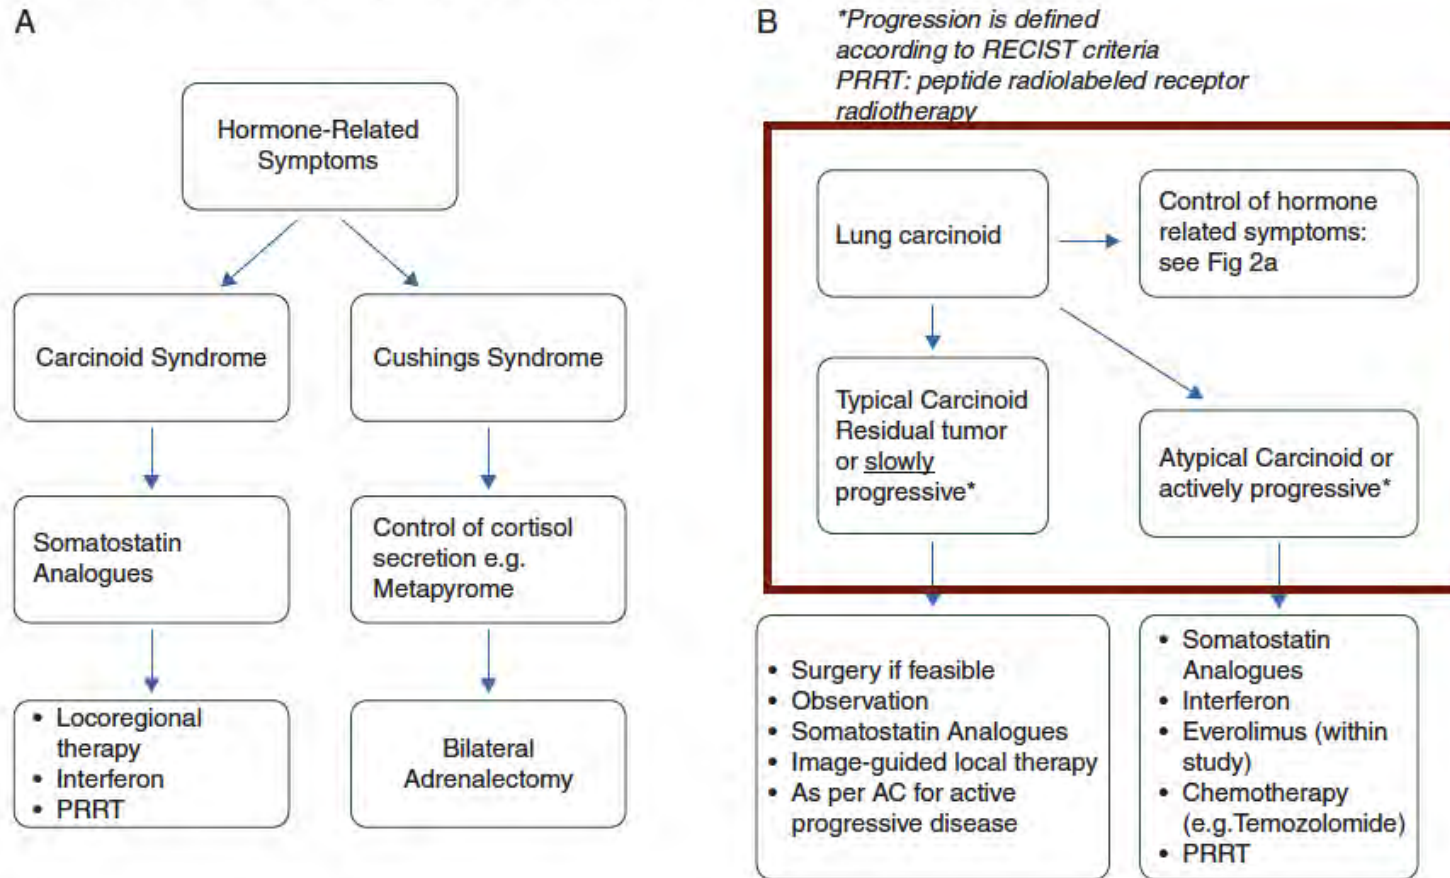 A
Hormone-Related
Symptoms
Carcinoid Syndrome
Cushings Syndrome
Somatostatin
Analogues
Control of cortisol
secretion e.g.
Metapyrome
• Locoregional
therapy
• Interferon
• PRRT
Bilateral
Adrenalectomy
B
*Progression is defined
according to RECIST criteria
PRRT: peptide radiolabeled receptor
radiotherapy
Lung carcinoid
Control of hormone
related symptoms:
see Fig 2a
Typical Carcinoid
Residual tumor
or slowly
progressive*
Atypical Carcinoid or
actively progressive*
• Surgery if feasible
• Observation
• Somatostatin Analogues
• Image-guided local therapy
• As per AC for active
progressive disease
• Somatostatin
Analogues
• Interferon
• Everolimus (within
study)
• Chemotherapy
(e.g.Temozolomide)
• PRRT